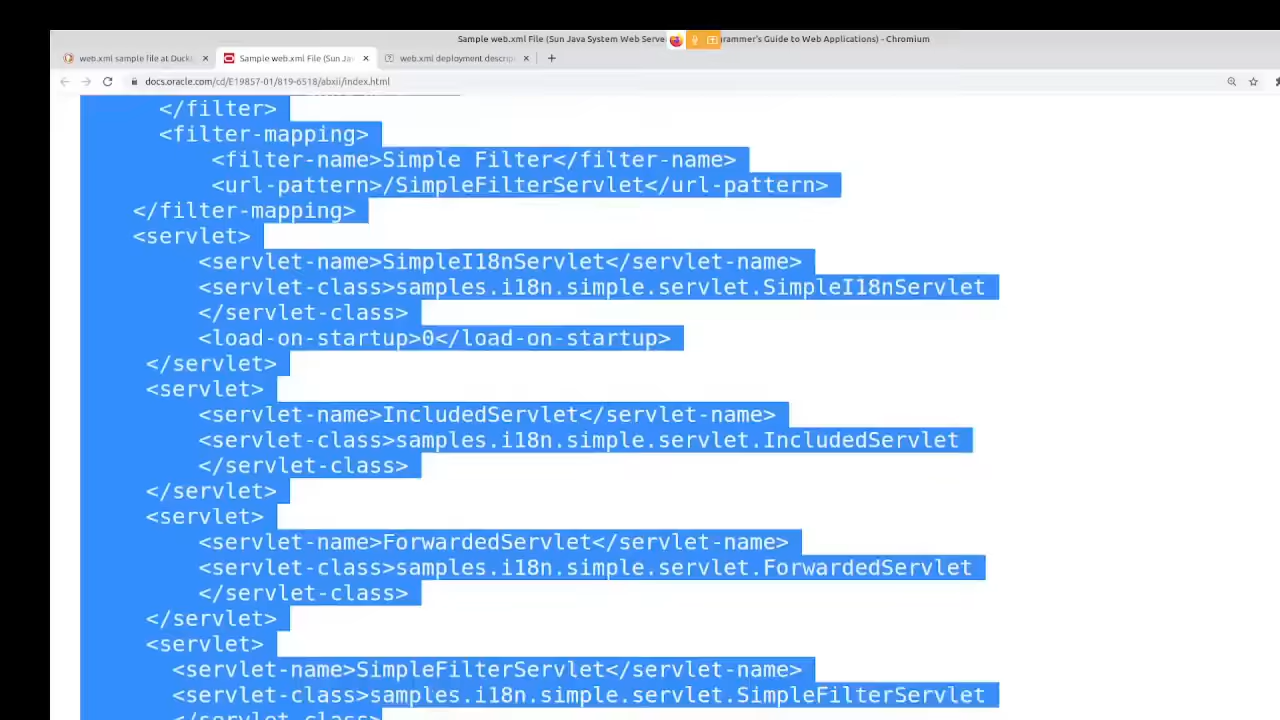 Sample web.xml File (Sun Java System Web Serve rammer's Guide to Web Applications) - Chromium
web.xml sample file at Duck
Sample web.xml File (Sun Jav
web.xml deployment descrip
docs.oracle.com/cd/E19857-01/819-6518/abxii/index.html
</filter>
<filter-mapping>
<filter-name>Simple Filter</filter-name>
<url-pattern>/SimpleFilterServlet</url-pattern>
</filter-mapping>
<servlet>
<servlet-name>SimpleI18nServlet</servlet-name>
<servlet-class>samples.i18n.simple.servlet.SimpleI18nServlet
</servlet-class>
<load-on-startup>0</load-on-startup>
</servlet>
<servlet>
<servlet-name>IncludedServlet</servlet-name>
<servlet-class>samples.i18n.simple.servlet.IncludedServlet
</servlet-class>
</servlet>
<servlet>
<servlet-name>ForwardedServlet</servlet-name>
<servlet-class>samples.i18n.simple.servlet.ForwardedServlet
</servlet-class>
</servlet>
<servlet>
<servlet-name>SimpleFilterServlet</servlet-name>
<servlet-class>samples.i18n.simple.servlet.SimpleFilterServlet
</servlet-class>